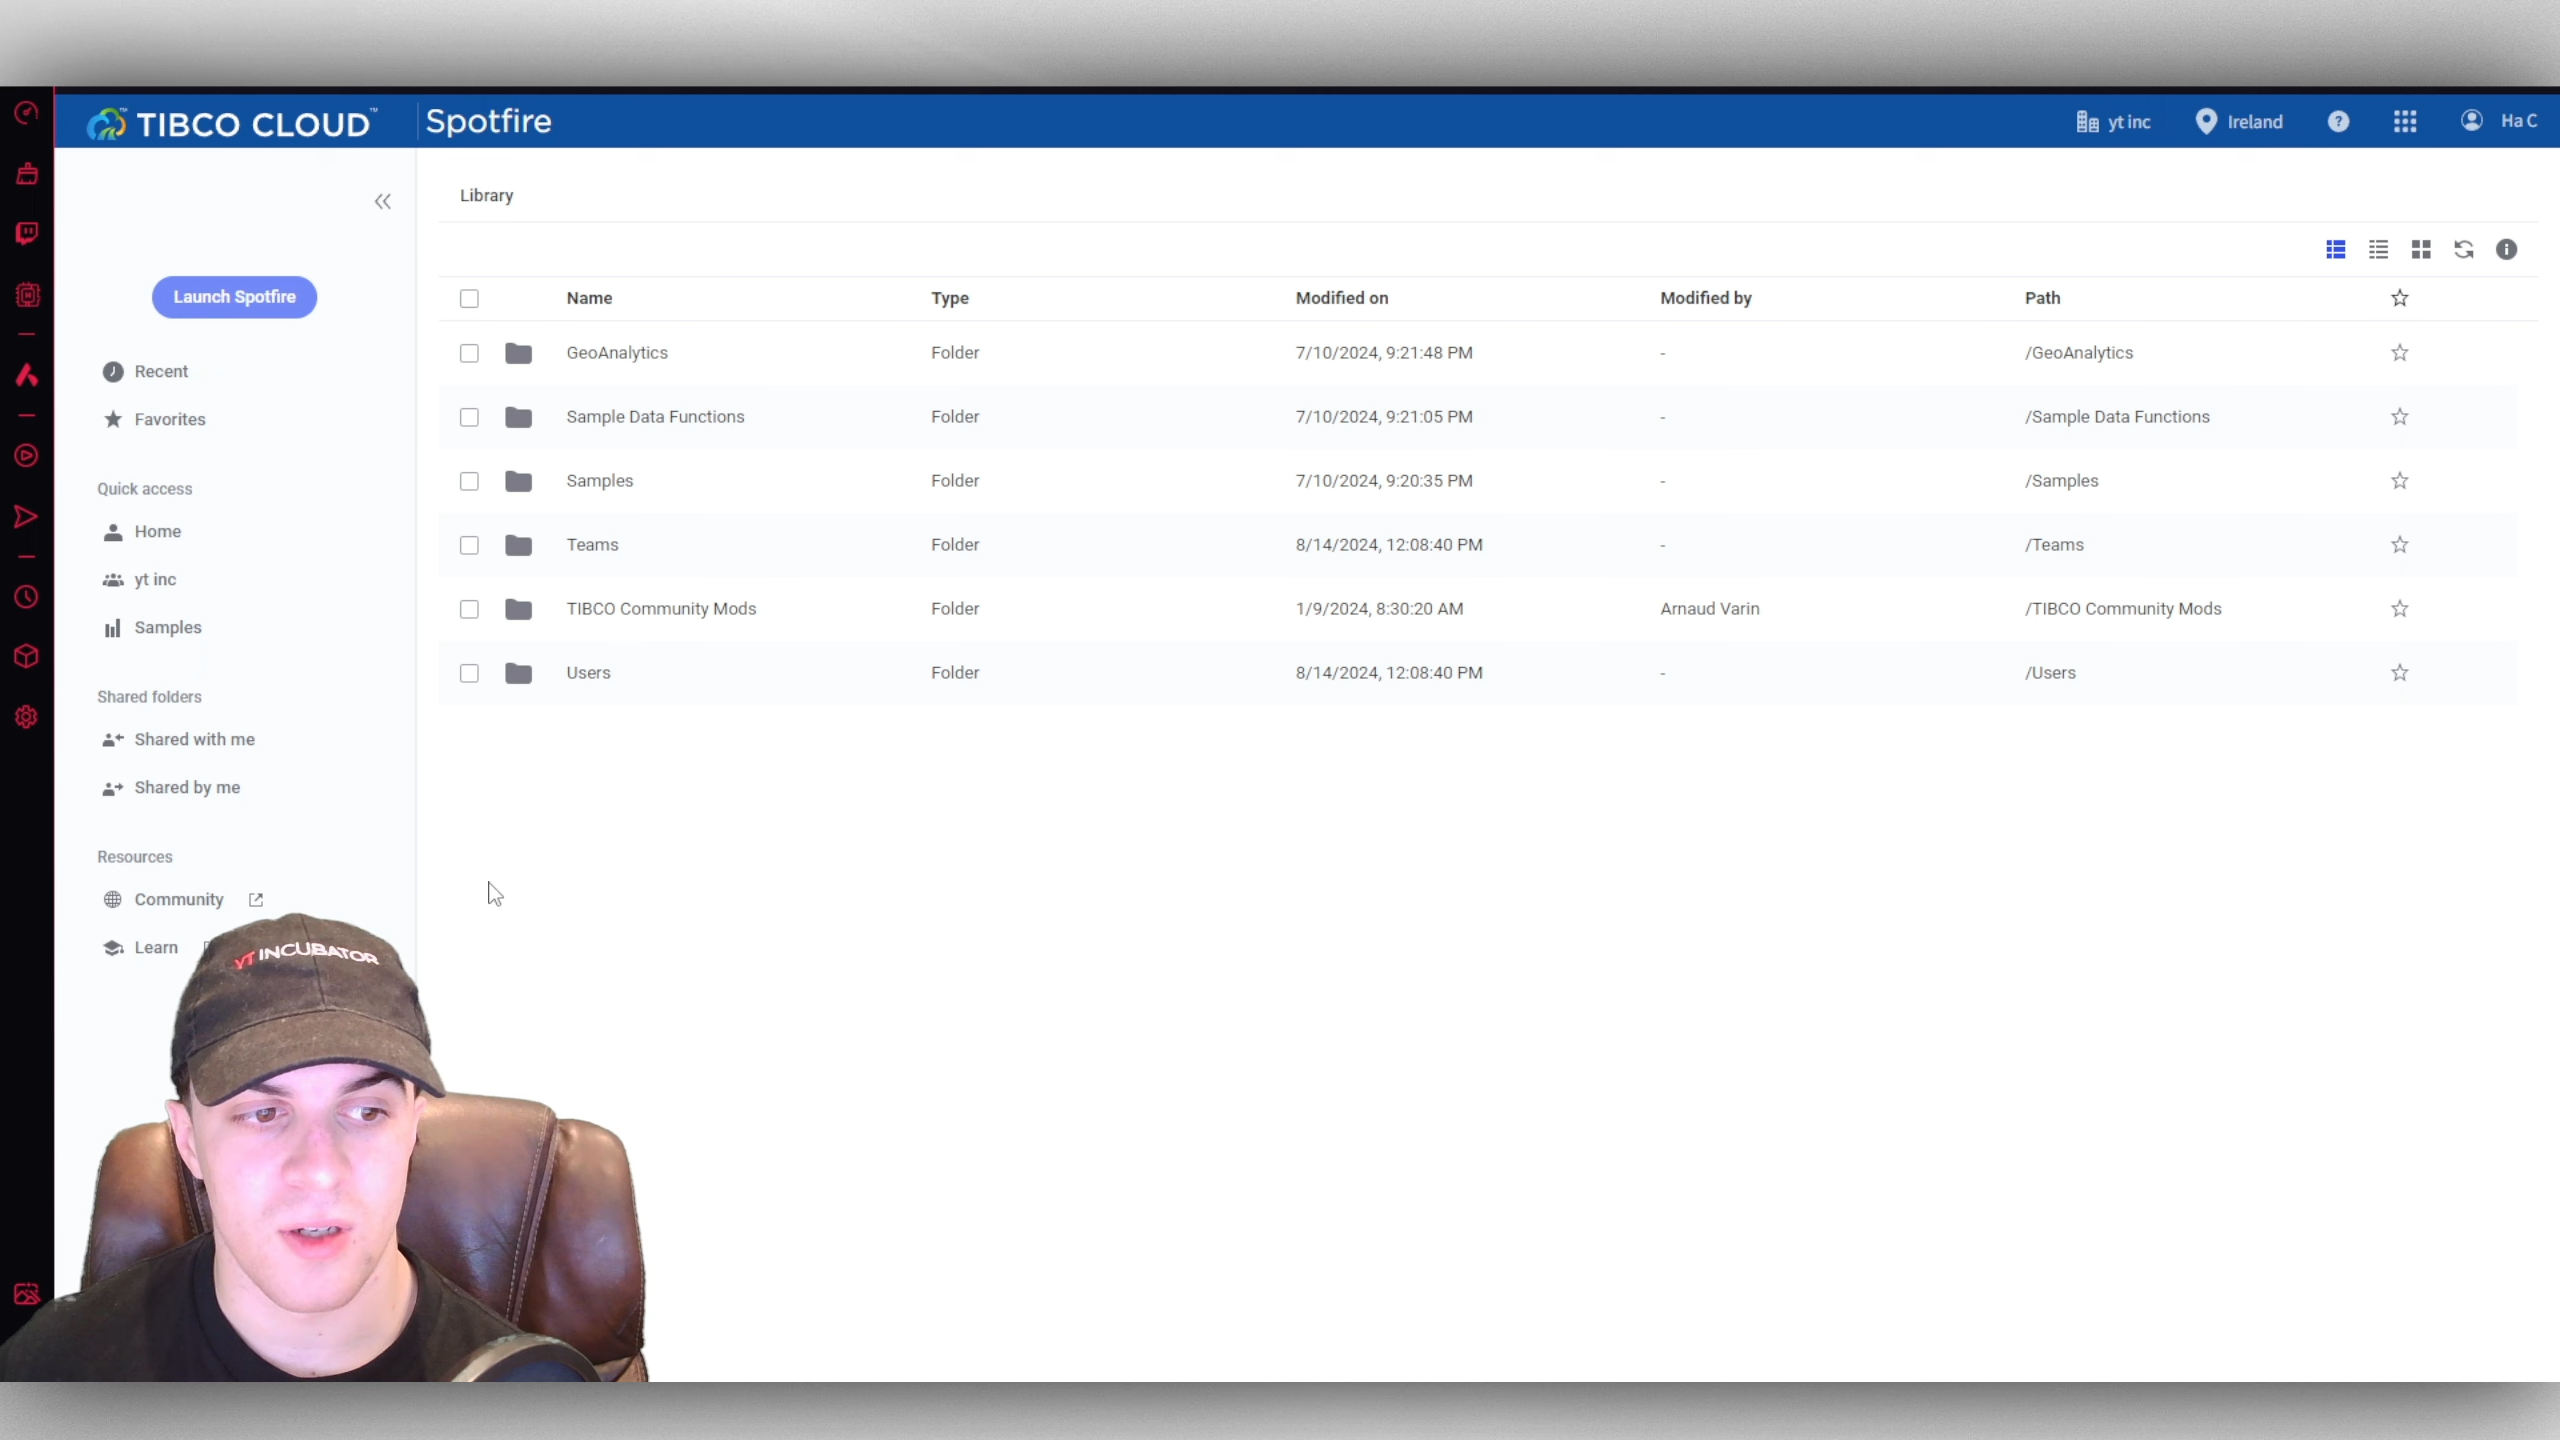 TIBCO CLOUD™ Spotfire yt inc Ireland ? Ha C
Library
Launch Spotfire
Name Type Modified on Modified by Path
GeoAnalytics Folder 7/10/2024, 9:21:48 PM - /GeoAnalytics
Sample Data Functions Folder 7/10/2024, 9:21:05 PM - /Sample Data Functions
Samples Folder 7/10/2024, 9:20:35 PM - /Samples
Teams Folder 8/14/2024, 12:08:40 PM - /Teams
TIBCO Community Mods Folder 1/9/2024, 8:30:20 AM Arnaud Varin /TIBCO Community Mods
Users Folder 8/14/2024, 12:08:40 PM - /Users
Recent
Favorites
Quick access
Home
yt inc
Samples
Shared folders
Shared with me
Shared by me
Resources
Community
Learn
YT INCUBATOR